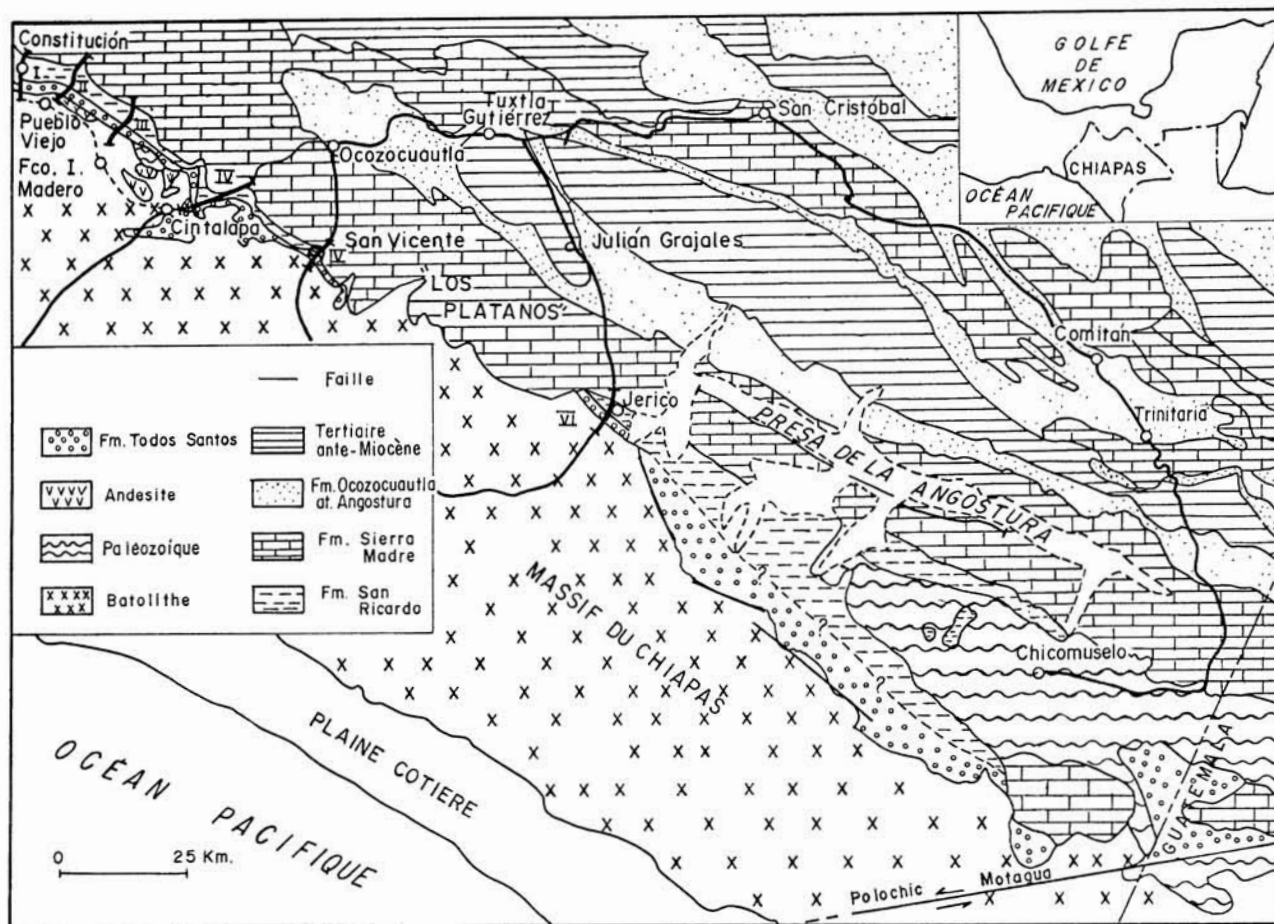 Constitución
I
II
Pueblo
Viejo
III
Fco. I.
Madero
IV
Cintalapa
Ocozocuautla
Tuxtla
Gutiérrez
San Cristóbal
San Vicente
IV
"LOS
PLATANOS"
Julián Grajales
Comitán
Trinitaria
Jerico
VI
PRESA DE LA ANGOSTURA
Chicomuselo
MASSIF DU CHIAPAS
PLAINE COTIERE
OCÉAN PACIFIQUE
GUATEMALA
Polochic
Motagua
0 25 Km.
GOLFE
DE
MEXICO
CHIAPAS
OCÉAN
PACIFIQUE
Faille
Fm. Todos Santos
Andesite
Paléozoïque
Batolithe
Tertiaire
ante-Miocène
Fm. Ocozocuautla
at. Angostura
Fm. Sierra
Madre
Fm. San
Ricardo